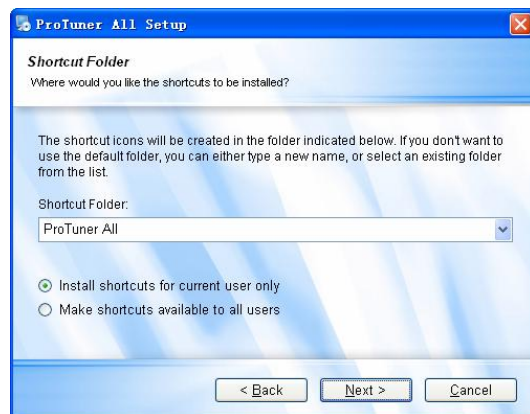 ProTuner All Setup
Shortcut Folder
Where would you like the shortcuts to be installed?
The shortcut icons will be created in the folder indicated below. If you don't want to
use the default folder, you can either type a new name, or select an existing folder
from the list.
Shortcut Folder:
ProTuner All
Install shortcuts for current user only
Make shortcuts available to all users
< Back
Next >
Cancel